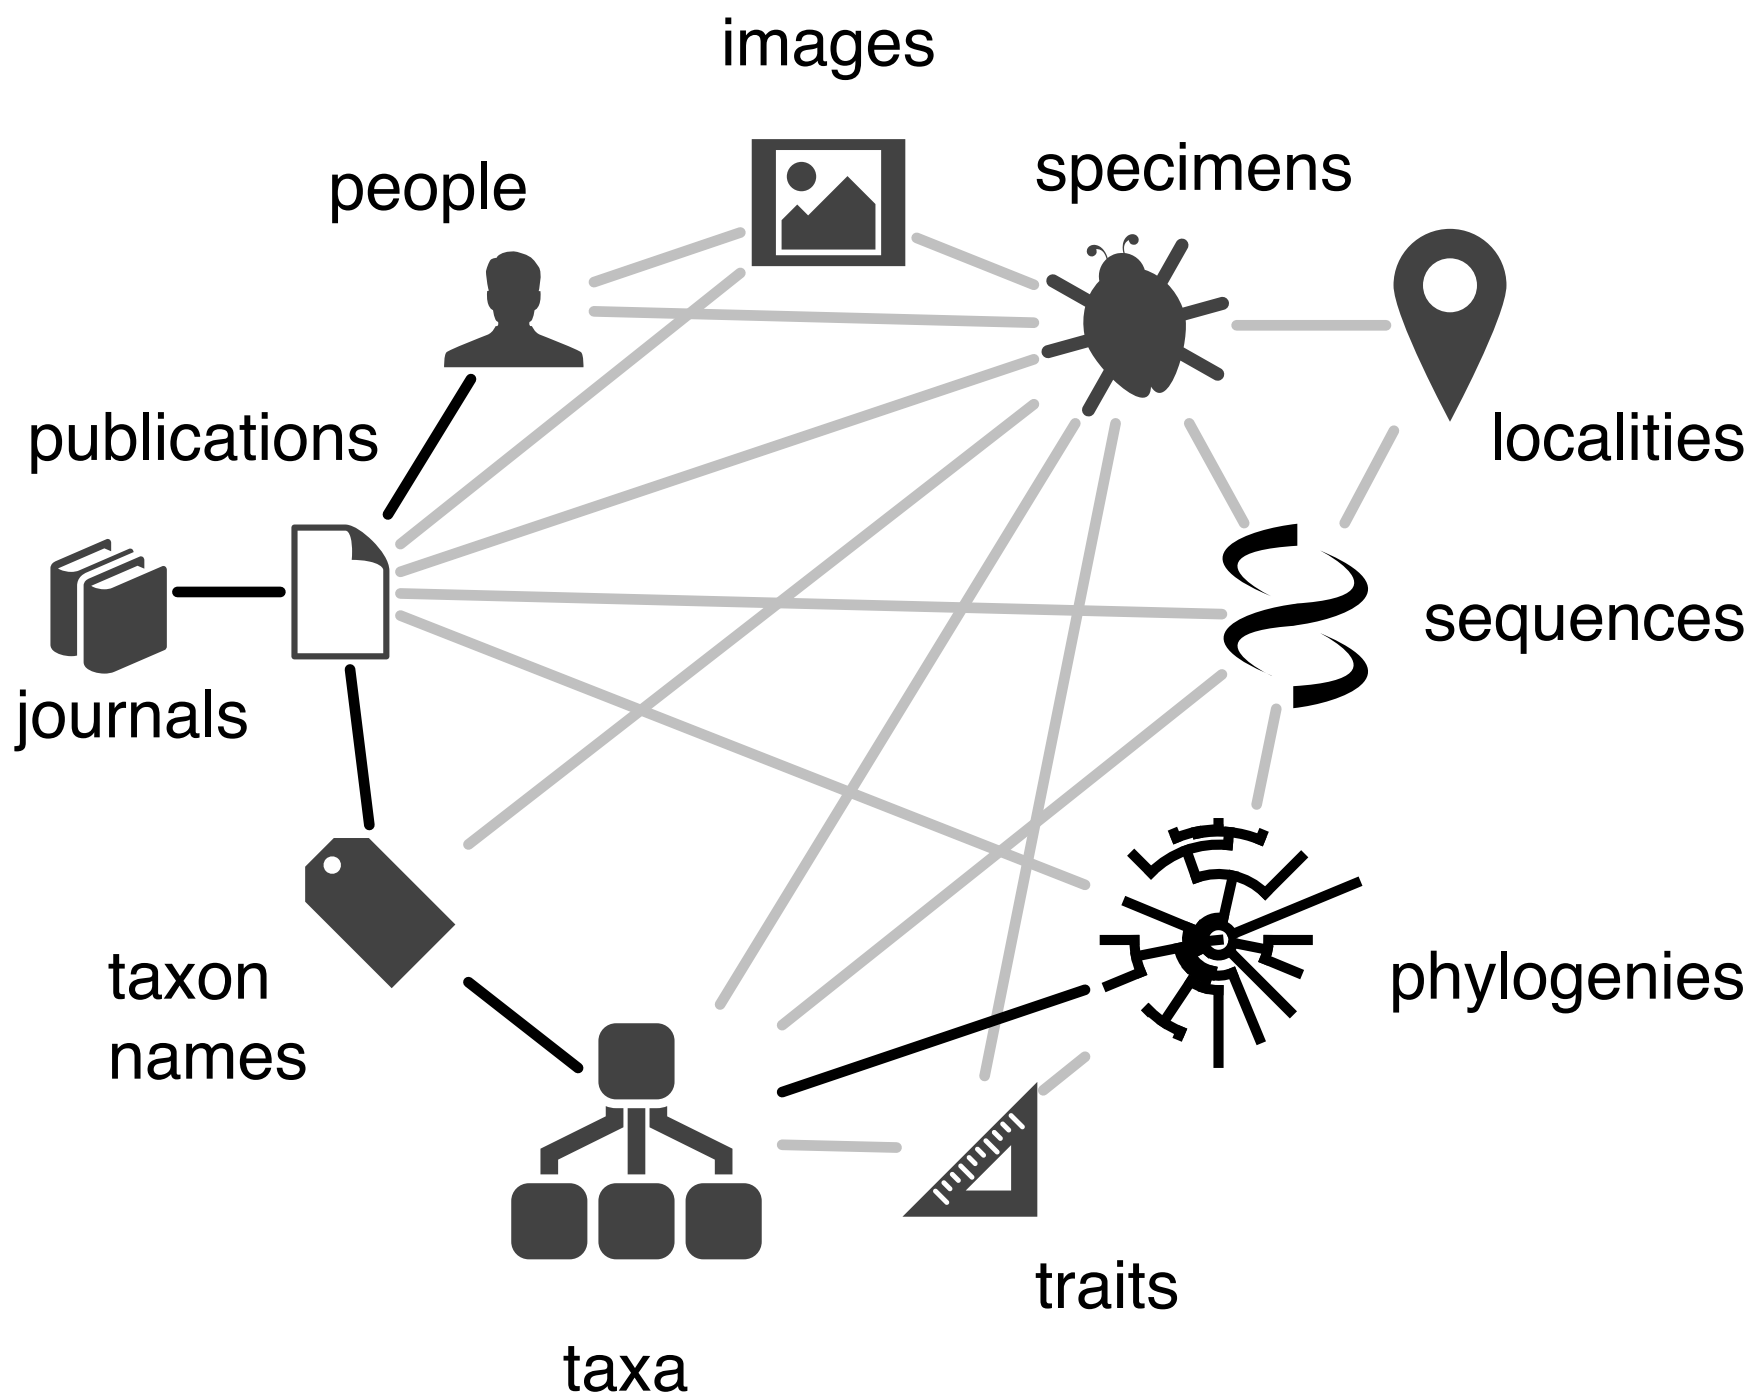 images
people
specimens
publications
localities
journals
sequences
taxon
names
phylogenies
traits
taxa